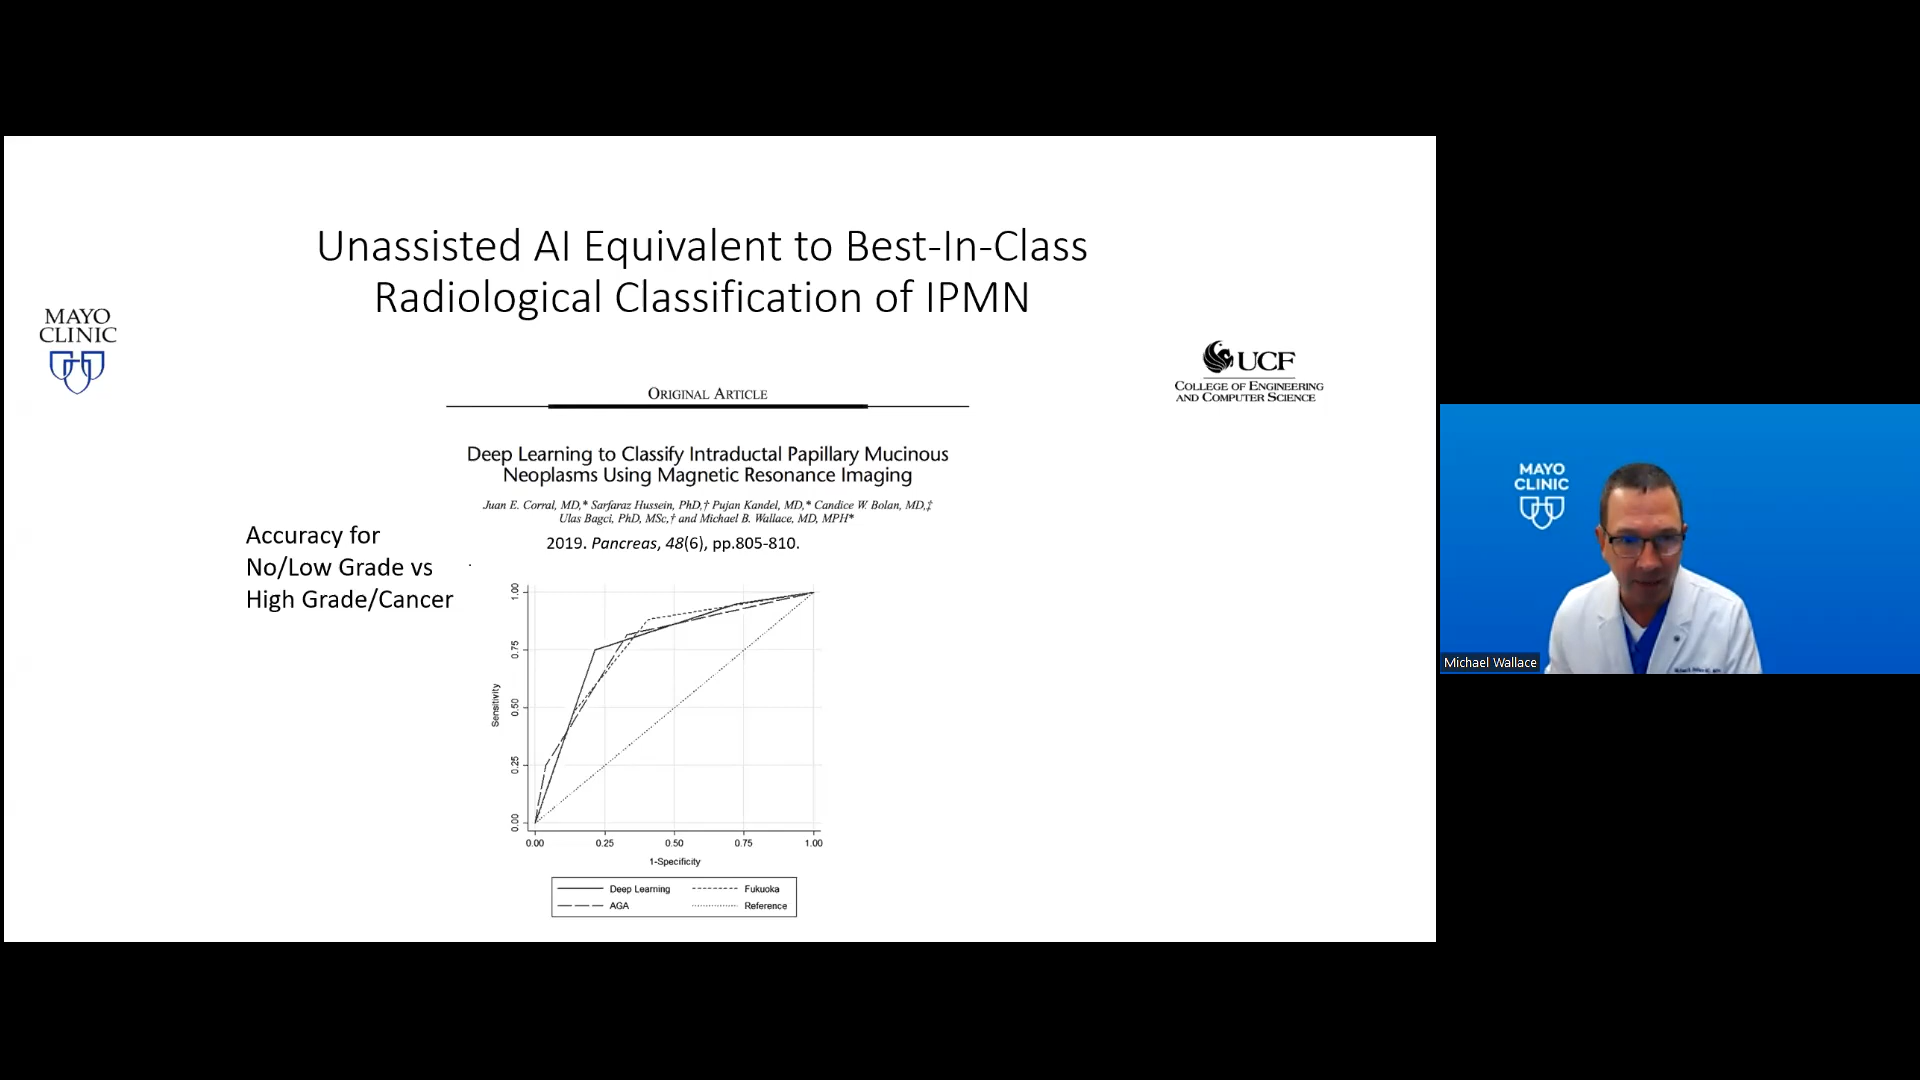 Unassisted AI Equivalent to Best-In-Class
Radiological Classification of IPMN
MAYO
CLINIC
UCF
COLLEGE OF ENGINEERING
AND COMPUTER SCIENCE
ORIGINAL ARTICLE
Deep Learning to Classify Intraductal Papillary Mucinous
Neoplasms Using Magnetic Resonance Imaging
Juan E. Corral, MD,* Sarfaraz Hussein, PhD,† Pujan Kandel, MD,* Candice W. Bolan, MD,‡
Ulas Bagci, PhD, MSc,† and Michael B. Wallace, MD, MPH*
2019. Pancreas, 48(6), pp.805-810.
Accuracy for
No/Low Grade vs
High Grade/Cancer
Sensitivity
1.00
0.75
0.50
0.25
0.00
0.00 0.25 0.50 0.75 1.00
1-Specificity
Deep Learning Fukuoka
AGA Reference
MAYO
CLINIC
Michael Wallace